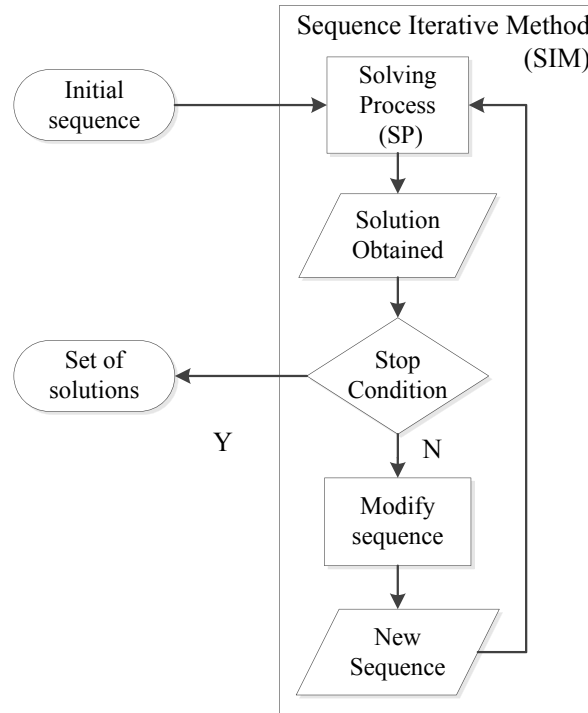 Sequence Iterative Method
(SIM)
Initial
sequence
Solving
Process
(SP)
Solution
Obtained
Set of
solutions
Stop
Condition
Y
N
Modify
sequence
New
Sequence